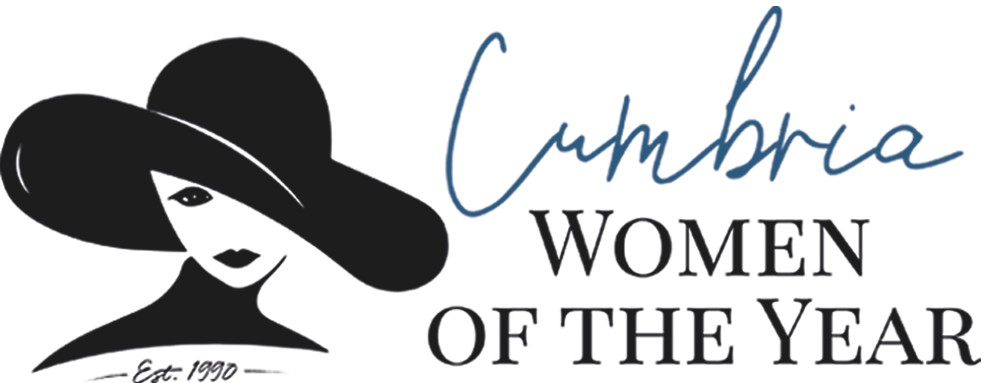 Cumbria
WOMEN
OF THE YEAR
Est. 1990